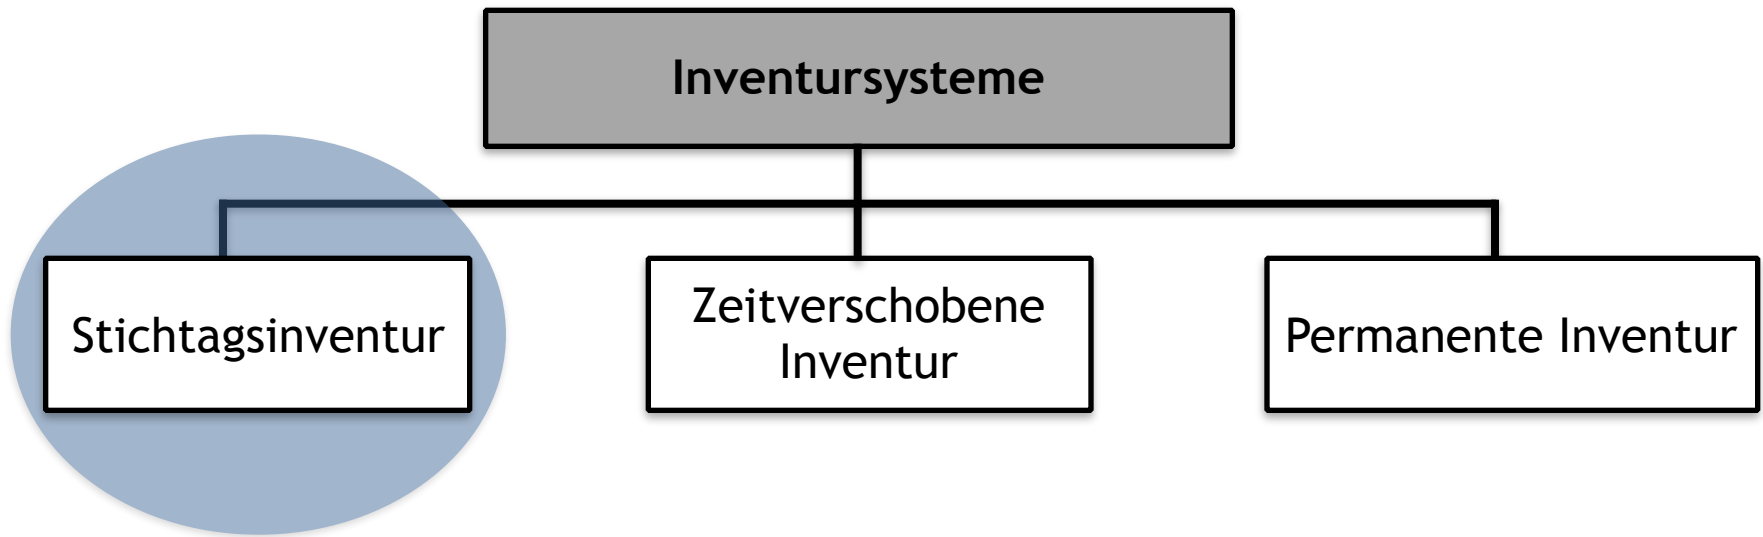 Inventursysteme
Stichtagsinventur
Zeitverschobene
Inventur
Permanente Inventur